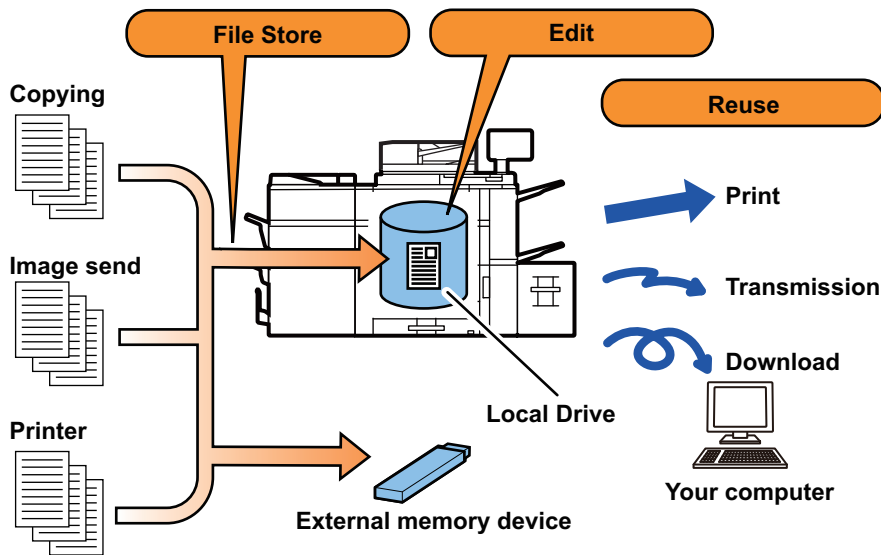 File Store
Edit
Copying
Reuse
Print
Image send
Transmission
Download
Local Drive
Printer
Your computer
External memory device